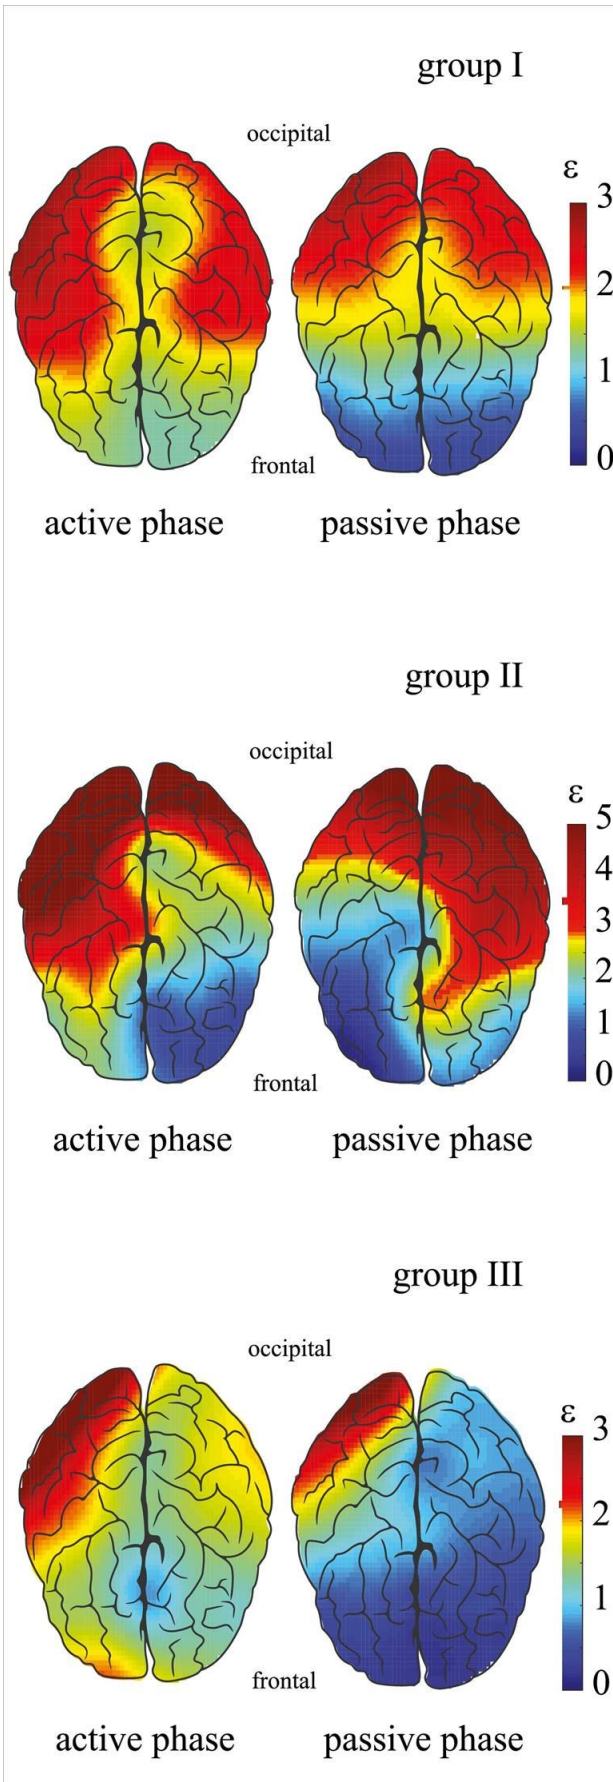 group I
occipital
ε
3
2
1
0
frontal
active phase
passive phase
group II
occipital
ε
5
4
3
2
1
0
frontal
active phase
passive phase
group III
occipital
ε
3
2
1
0
frontal
active phase
passive phase